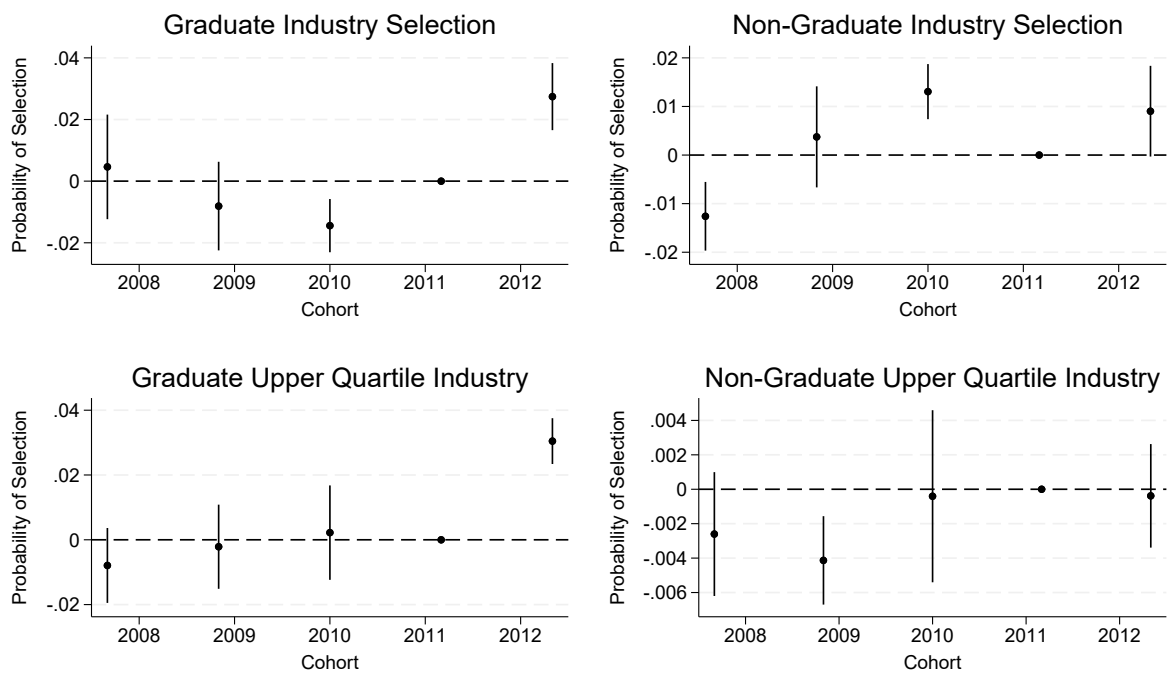 Graduate Industry Selection
Probability of Selection
.04
.02
0
-.02
2008 2009 2010 2011 2012
Cohort
Non-Graduate Industry Selection
Probability of Selection
.02
.01
0
-.01
-.02
2008 2009 2010 2011 2012
Cohort
Graduate Upper Quartile Industry
Probability of Selection
.04
.02
0
-.02
2008 2009 2010 2011 2012
Cohort
Non-Graduate Upper Quartile Industry
Probability of Selection
.004
.002
0
-.002
-.004
-.006
2008 2009 2010 2011 2012
Cohort